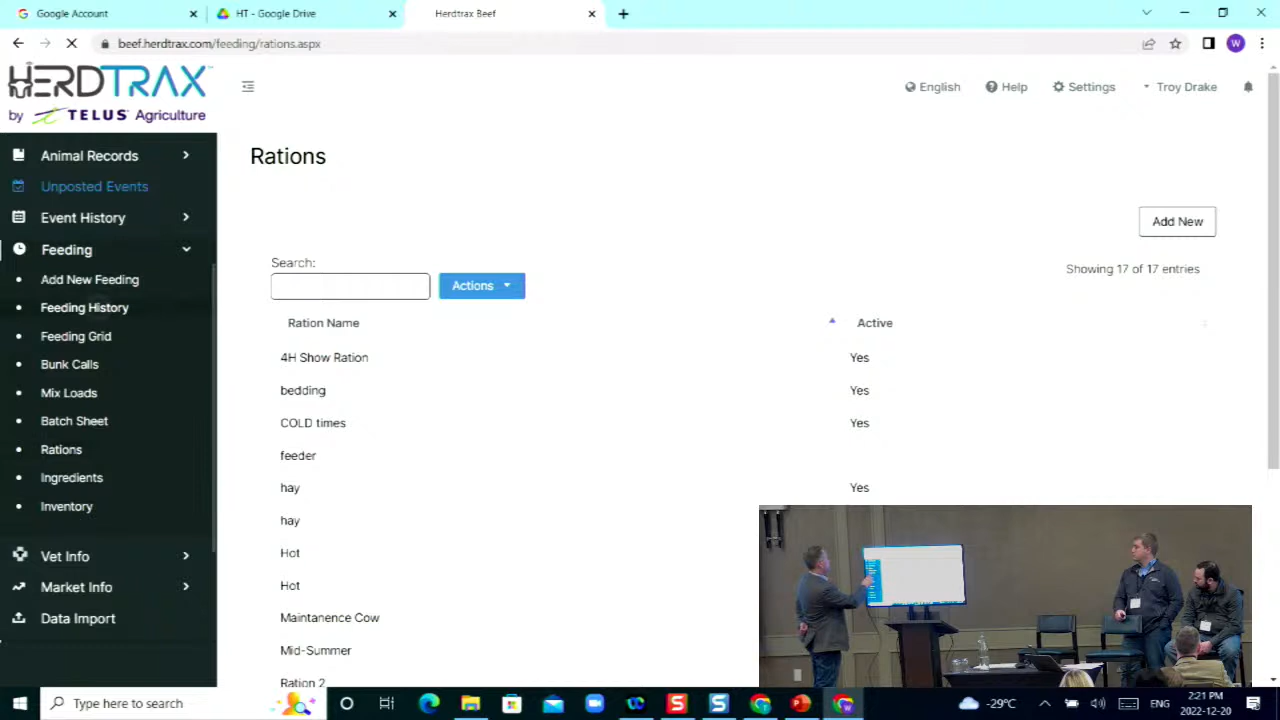 Google Account
HT - Google Drive
Herdtrax Beef
beef.herdtrax.com/feeding/rations.aspx
W
HERDTRAX
by TELUS Agriculture
English
Help
Settings
Troy Drake
Animal Records
Unposted Events
Event History
Feeding
Add New Feeding
Feeding History
Feeding Grid
Bunk Calls
Mix Loads
Batch Sheet
Rations
Ingredients
Inventory
Vet Info
Market Info
Data Import
Rations
Add New
Search:
Actions
Showing 17 of 17 entries
Ration Name
Active
4H Show Ration
Yes
bedding
Yes
COLD times
Yes
feeder
hay
Yes
hay
Hot
Hot
Maintanence Cow
Mid-Summer
Ration 2
Type here to search
-29°C
ENG
2:21 PM
2022-12-20